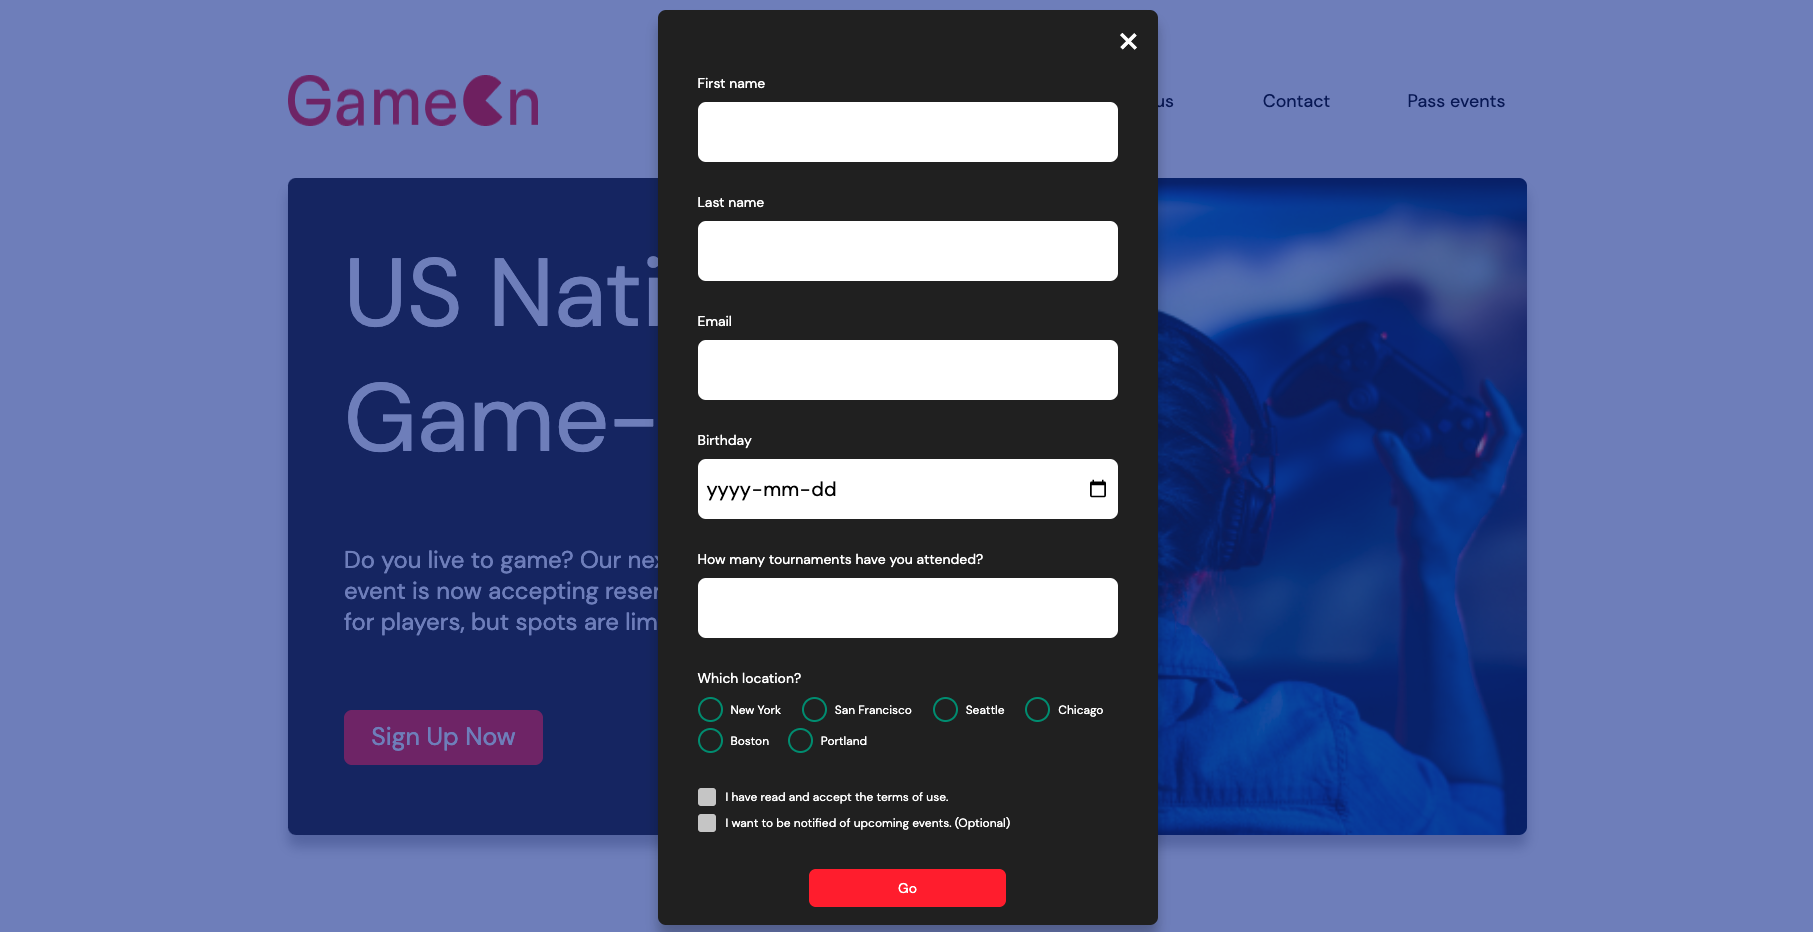 GameOn
us
Contact
Pass events
US Nati
Game-
Do you live to game? Our nex
event is now accepting reser
for players, but spots are lim
Sign Up Now
First name
Last name
Email
Birthday
yyyy-mm-dd
How many tournaments have you attended?
Which location?
New York San Francisco Seattle Chicago
Boston Portland
I have read and accept the terms of use.
I want to be notified of upcoming events. (Optional)
Go